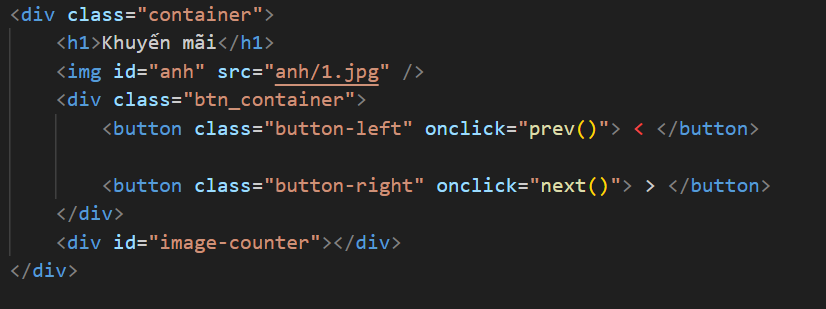 <div class="container">
<h1>Khuyến mãi</h1>
<img id="anh" src="anh/1.jpg" />
<div class="btn_container">
<button class="button-left" onclick="prev()"> < </button>
<button class="button-right" onclick="next()"> > </button>
</div>
<div id="image-counter"></div>
</div>